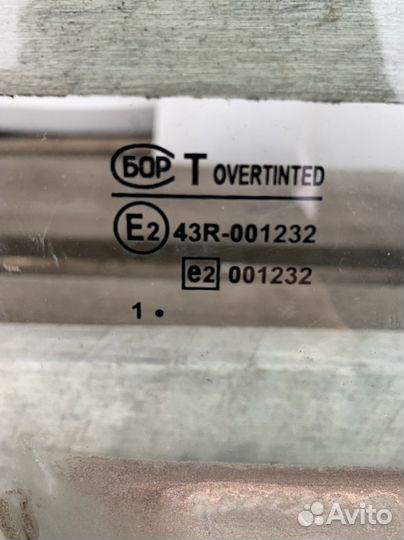 БОР T OVERTINTED
E2 43R-001232
e2 001232
1 •
Avito